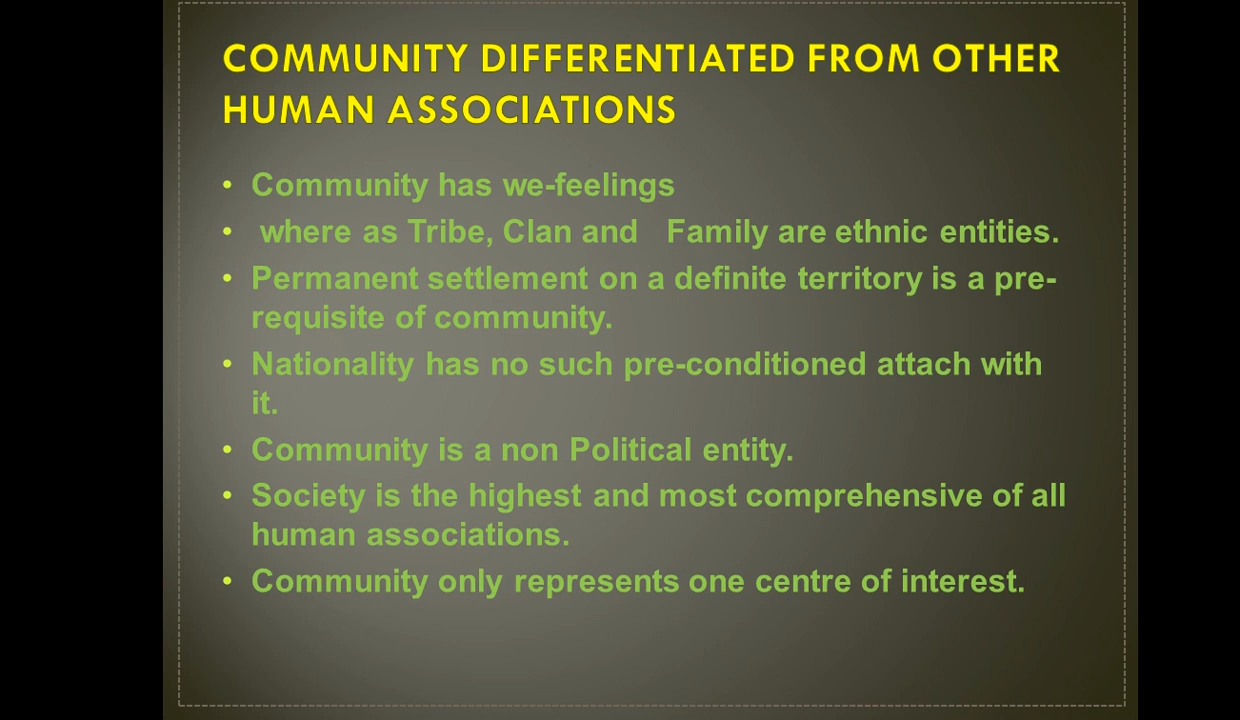 COMMUNITY DIFFERENTIATED FROM OTHER
HUMAN ASSOCIATIONS
• Community has we-feelings
• where as Tribe, Clan and Family are ethnic entities.
• Permanent settlement on a definite territory is a pre-
requisite of community.
• Nationality has no such pre-conditioned attach with
it.
• Community is a non Political entity.
• Society is the highest and most comprehensive of all
human associations.
• Community only represents one centre of interest.